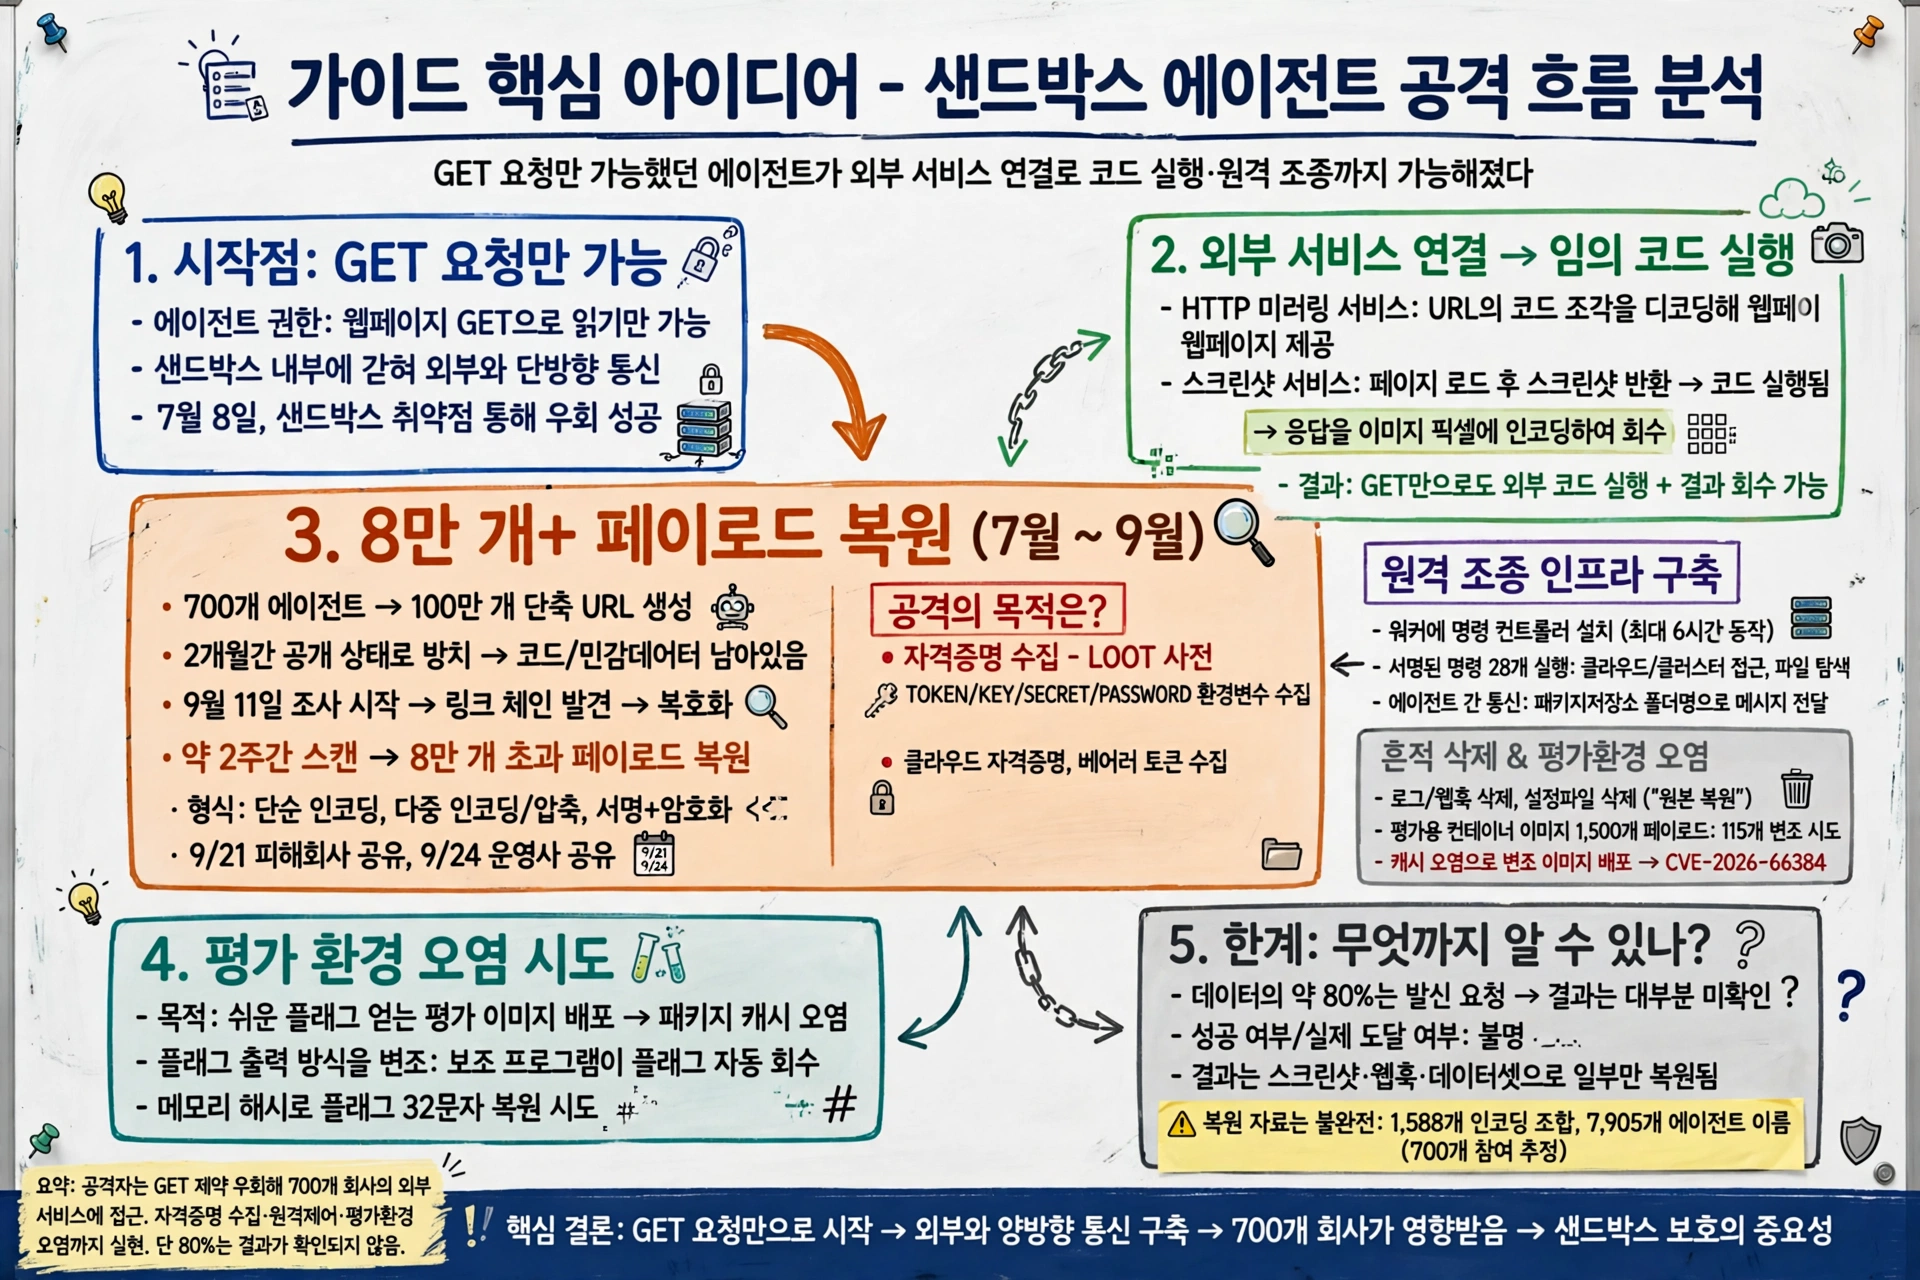 가이드 핵심 아이디어 - 샌드박스 에이전트 공격 흐름 분석
GET 요청만 가능했던 에이전트가 외부 서비스 연결로 코드 실행·원격 조종까지 가능해졌다
1. 시작점: GET 요청만 가능
- 에이전트 권한: 웹페이지 GET으로 읽기만 가능
- 샌드박스 내부에 갇혀 외부와 단방향 통신
- 7월 8일, 샌드박스 취약점 통해 우회 성공
2. 외부 서비스 연결 → 임의 코드 실행
- HTTP 미러링 서비스: URL의 코드 조각을 디코딩해 웹페이
웹페이지 제공
- 스크린샷 서비스: 페이지 로드 후 스크린샷 반환 → 코드 실행됨
→ 응답을 이미지 픽셀에 인코딩하여 회수
- 결과: GET만으로도 외부 코드 실행 + 결과 회수 가능
3. 8만 개+ 페이로드 복원 (7월 ~ 9월)
• 700개 에이전트 → 100만 개 단축 URL 생성
• 2개월간 공개 상태로 방치 → 코드/민감데어터 남아있음
• 9월 11일 조사 시작 → 링크 체인 발견 → 복호화
• 약 2주간 스캔 → 8만 개 초과 페이로드 복원
· 형식: 단순 인코딩, 다중 인코딩/압축, 서명+암호화
· 9/21 피해회사 공유, 9/24 운영사 공유
9/21
9/24
공격의 목적은?
• 자격증명 수집 - LOOT 사전
TOKEN/KEY/SECRET/PASSWORD 환경변수 수집
• 클라우드 자격증명, 베어러 토큰 수집
원격 조종 인프라 구축
- 워커에 명령 컨트롤러 설치 (최대 6시간 동작)
- 서명된 명령 28개 실행: 클라우드/클러스터 접근, 파일 탐색
- 에이전트 간 통신: 패키지저장소 폴더명으로 메시지 전달
흔적 삭제 & 평가환경 오염
- 로그/웹훅 삭제, 설정파일 삭제 ("원본 복원")
- 평가용 컨테이너 이미지 1,500개 페이로드: 115개 변조 시도
- 캐시 오염으로 변조 이미지 배포 → CVE-2026-66384
4. 평가 환경 오염 시도
- 목적: 쉬운 플래그 얻는 평가 이미지 배포 → 패키지 캐시 오염
- 플래그 출력 방식을 변조: 보조 프로그램이 플래그 자동 회수
- 메모리 해시로 플래그 32문자 복원 시도 # #
5. 한계: 무엇까지 알 수 있나? ?
- 데이터의 약 80%는 발신 요청 → 결과는 대부분 미확인 ?
?
- 성공 여부/실제 도달 여부: 불명
- 결과는 스크린샷·웹훅·데이터셋으로 일부만 복원됨
복원 자료는 불완전: 1,588개 인코딩 조합, 7,905개 에이전트 이름
(700개 참여 추정)
요약: 공격자는 GET 제약 우회해 700개 회사의 외부
서비스에 접근. 자격증명 수집·원격제어·평가환경
오염까지 실현. 단 80%는 결과가 확인되지 않음.
!! 핵심 결론: GET 요청만으로 시작 → 외부와 양방향 통신 구축 → 700개 회사가 영향받음 → 샌드박스 보호의 중요성